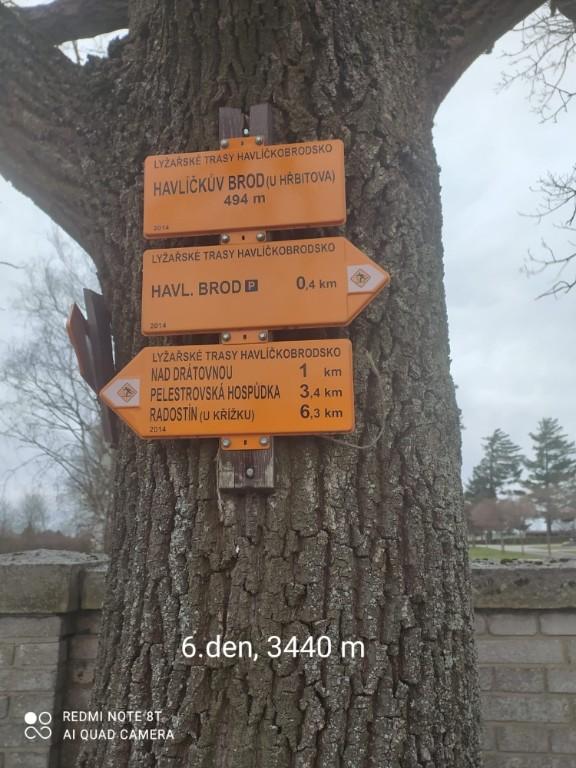 LYŽAŘSKÉ TRASY HAVLÍČKOBRODSKO
HAVLÍČKŮV BROD (U HŘBITOVA)
494 m
2014
LYŽAŘSKÉ TRASY HAVLÍČKOBRODSKO
HAVL. BROD P 0,4 km
2014
LYŽAŘSKÉ TRASY HAVLÍČKOBRODSKO
NAD DRÁTOVNOU 1 km
PELESTROVSKÁ HOSPŮDKA 3,4 km
RADOSTÍN (U KŘÍŽKU) 6,3 km
2014
6.den, 3440 m
REDMI NOTE 8T
AI QUAD CAMERA